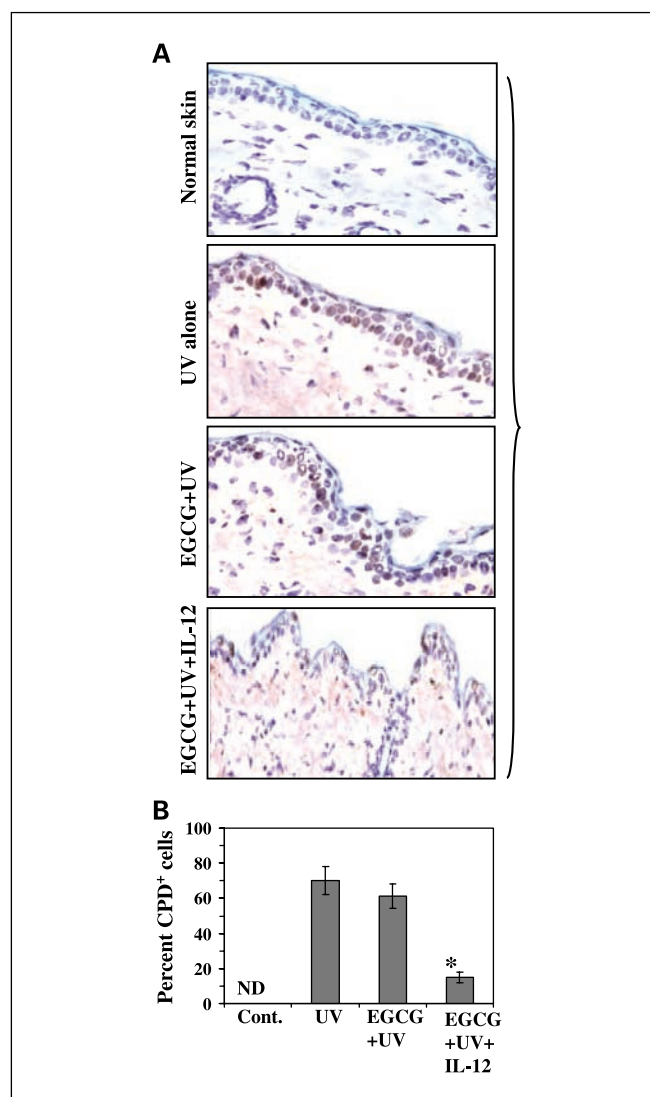 A
Normal skin
UV alone
EGCG+UV
EGCG+UV+IL-12
B
Percent CPD⁺ cells
100
80
60
40
20
0
ND
*
Cont.
UV
EGCG
+UV
EGCG
+UV+
IL-12